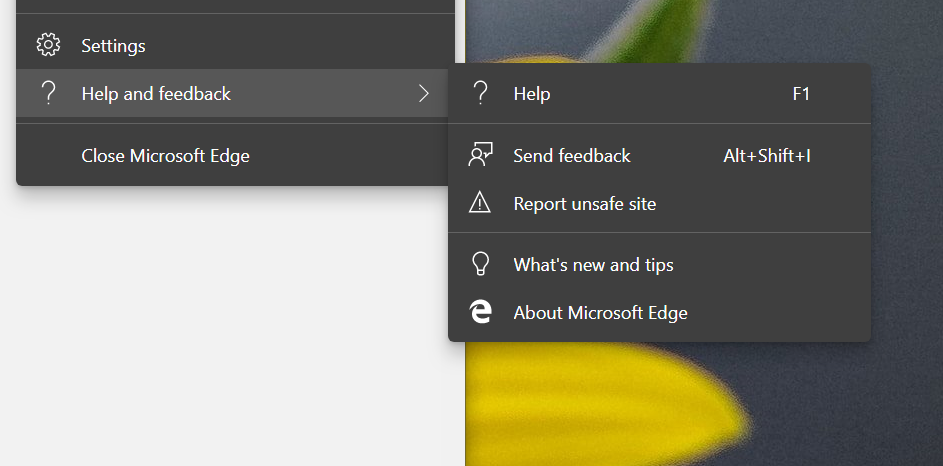 Settings
Help and feedback
Close Microsoft Edge
Help F1
Send feedback Alt+Shift+I
Report unsafe site
What's new and tips
About Microsoft Edge